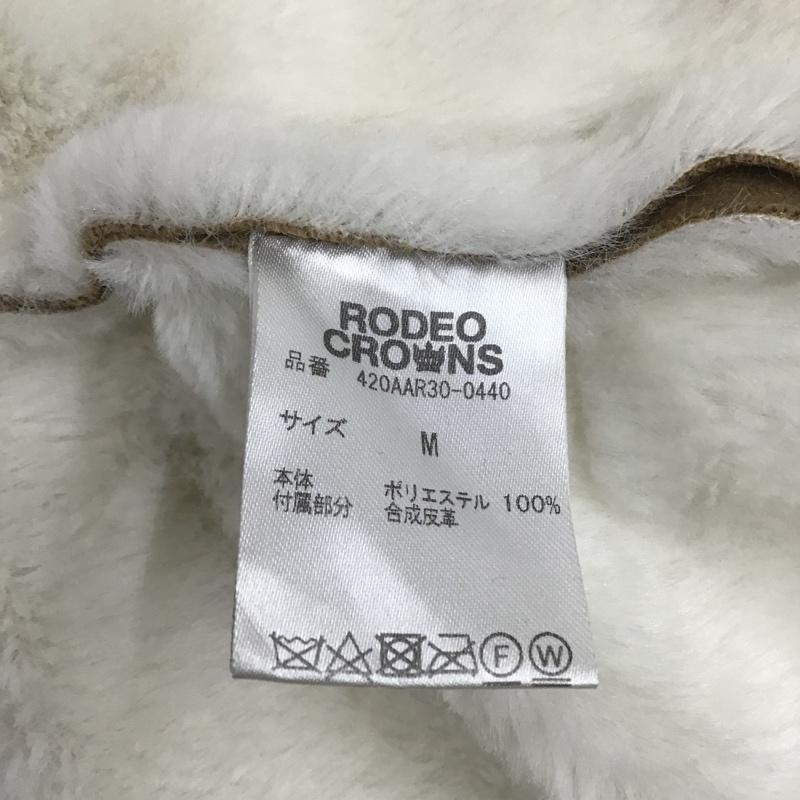 RODEO
CROWNS
品番 420AAR30-0440
サイズ M
本体 ポリエステル 100%
付属部分 合成皮革
F W